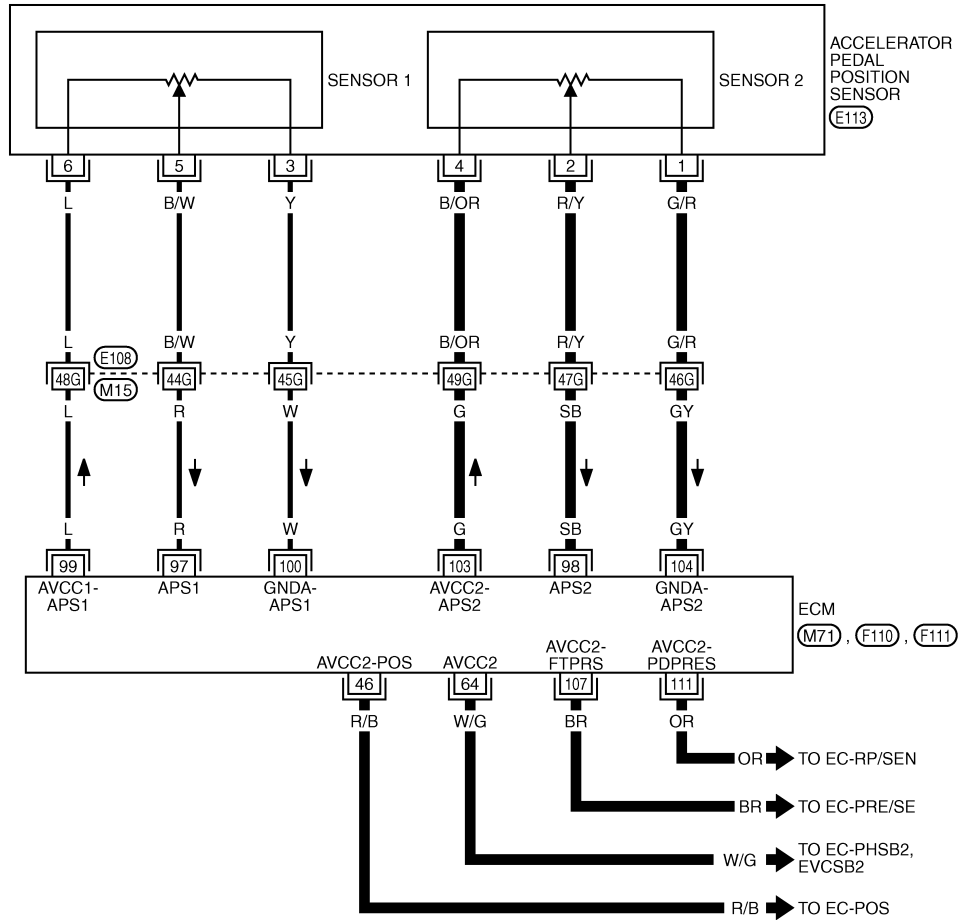 SENSOR 1
SENSOR 2
ACCELERATOR
PEDAL
POSITION
SENSOR
E113
6 5 3 4 2 1
L B/W Y B/OR R/Y G/R
L B/W Y B/OR R/Y G/R
E108
48G 44G 45G 49G 47G 46G
M15
L R W G SB GY
L R W G SB GY
99 97 100 103 98 104
AVCC1-
APS1
APS1
GNDA-
APS1
AVCC2-
APS2
APS2
GNDA-
APS2
ECM
M71 , F110 , F111
AVCC2-POS
AVCC2
AVCC2-
FTPRS
AVCC2-
PDPRES
46 64 107 111
R/B W/G BR OR
OR TO EC-RP/SEN
BR TO EC-PRE/SE
W/G TO EC-PHSB2,
EVCSB2
R/B TO EC-POS